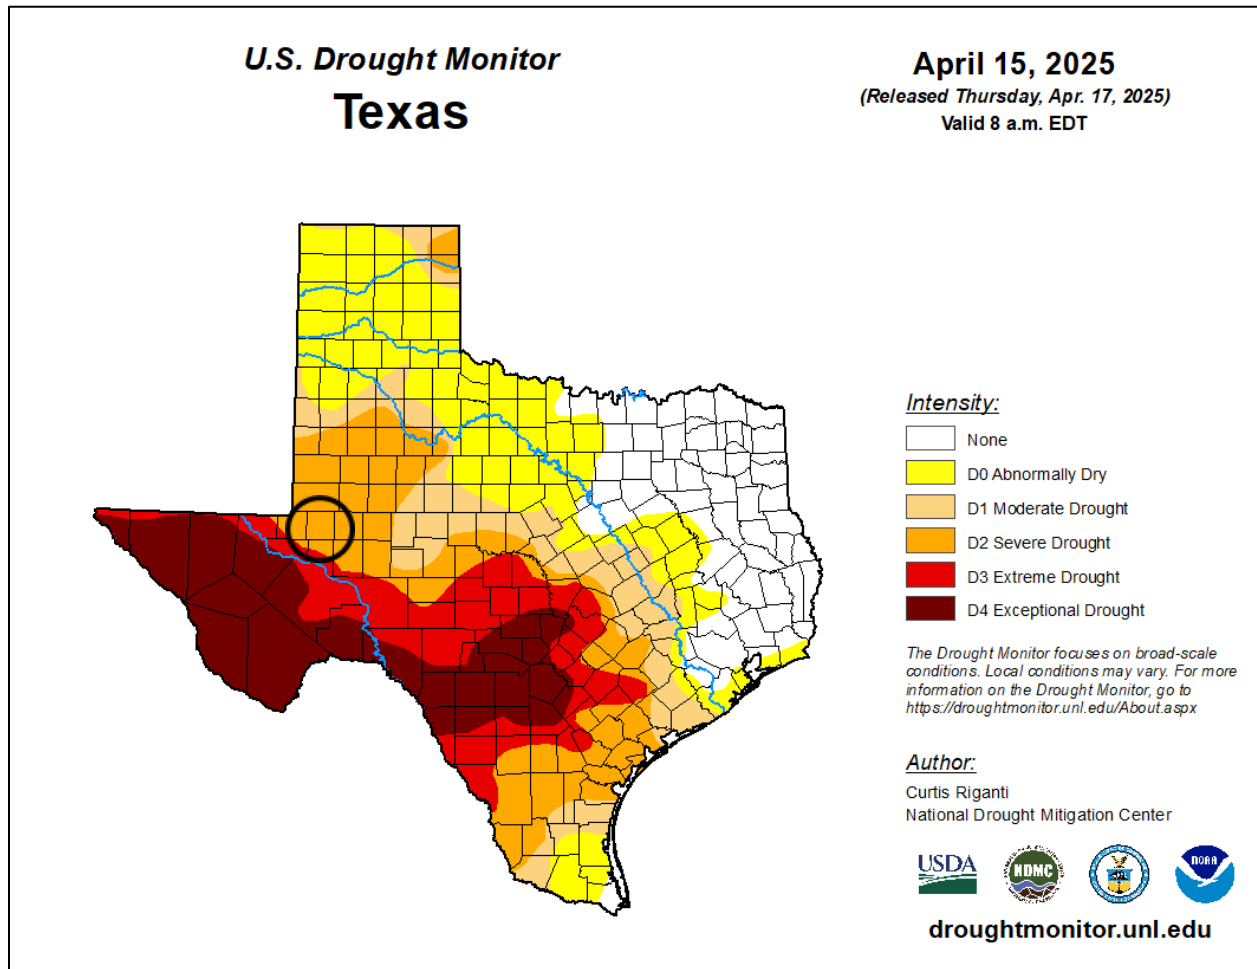 U.S. Drought Monitor
Texas
April 15, 2025
(Released Thursday, Apr. 17, 2025)
Valid 8 a.m. EDT
Intensity:
None
D0 Abnormally Dry
D1 Moderate Drought
D2 Severe Drought
D3 Extreme Drought
D4 Exceptional Drought
The Drought Monitor focuses on broad-scale
conditions. Local conditions may vary. For more
information on the Drought Monitor, go to
https://droughtmonitor.unl.edu/About.aspx
Author:
Curtis Riganti
National Drought Mitigation Center
USDA
NDMC
NOAA
droughtmonitor.unl.edu